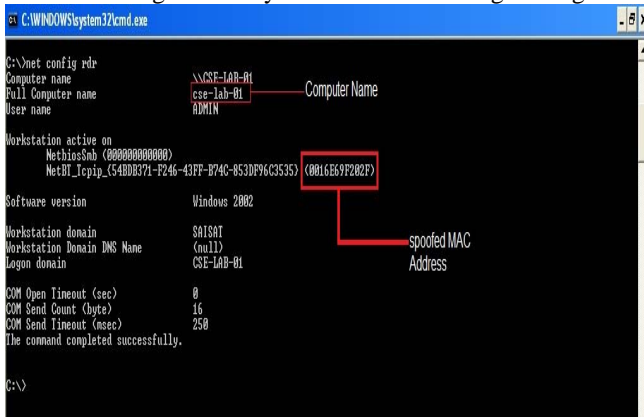 C:\WINDOWS\system32\cmd.exe
C:\>net config rdr
Computer name \\CSE-LAB-01
Full Computer name cse-lab-01
Computer Name
User name ADMIN
Workstation active on
NetbiosSmb (000000000000)
NetBT_Tcpip_{54BDB371-F246-43FF-B74C-853DF96C3535} (0016E69F202F)
Software version Windows 2002
Workstation domain SAISAT
Workstation Domain DNS Name (null)
Logon domain CSE-LAB-01
spoofed MAC
Address
COM Open Timeout (sec) 0
COM Send Count (byte) 16
COM Send Timeout (msec) 250
The command completed successfully.
C:\>